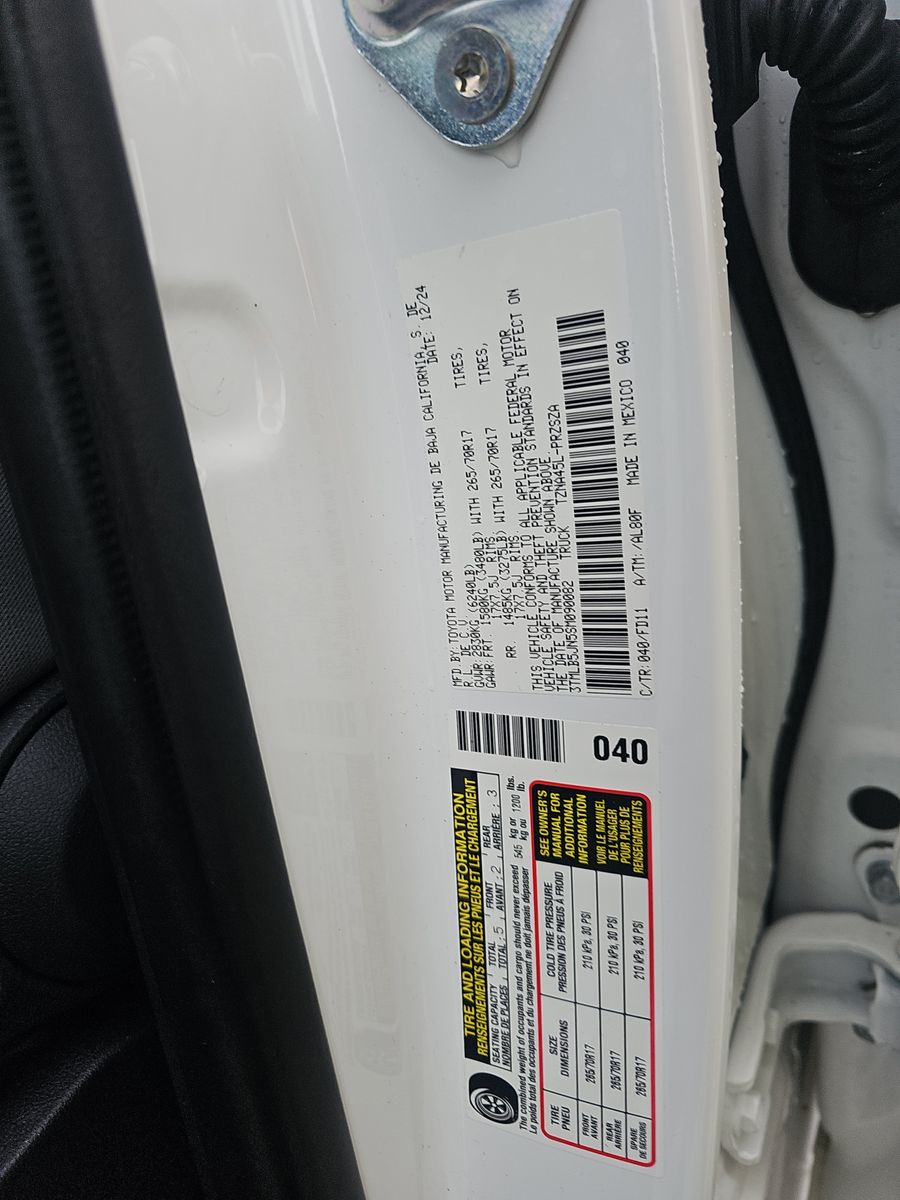 MFD BY:TOYOTA MOTOR MANUFACTURING DE BAJA CALIFORNIA, S. DE
R.L. DE C.V. DATE: 12/24
GVWR: 2830KG (6240LB)
GAWR:FRT. 1580KG (3480LB) WITH 265/70R17 TIRES,
17X7.5J RIMS,
RR. 1485KG (3275LB) WITH 265/70R17 TIRES,
17X7.5J RIMS.
THIS VEHICLE CONFORMS TO ALL APPLICABLE FEDERAL MOTOR
VEHICLE SAFETY AND THEFT PREVENTION STANDARDS IN EFFECT ON
THE DATE OF MANUFACTURE SHOWN ABOVE.
3TMLB5JN5SM090082 TRUCK TZNA45L-PRZSZA
C/TR:040/FD11 A/TM:/AL80F MADE IN MEXICO 040
040
TIRE AND LOADING INFORMATION
RENSEIGNEMENTS SUR LES PNEUS ET LE CHARGEMENT
SEATING CAPACITY TOTAL FRONT REAR
NOMBRE DE PLACES TOTAL: 5 AVANT: 2 ARRIÈRE: 3
The combined weight of occupants and cargo should never exceed 545 kg or 1200 lbs.
Le poids total des occupants et du chargement ne doit jamais dépasser kg ou lb.
TIRE SIZE COLD TIRE PRESSURE SEE OWNER'S
PNEU DIMENSIONS PRESSION DES PNEUS À FROID MANUAL FOR
ADDITIONAL
INFORMATION
FRONT 265/70R17 210 kPa, 30 PSI
AVANT
REAR 265/70R17 210 kPa, 30 PSI
ARRIÈRE
SPARE 265/70R17 210 kPa, 30 PSI
DE SECOURS
VOIR LE MANUEL
DE L'USAGER
POUR PLUS DE
RENSEIGNEMENTS